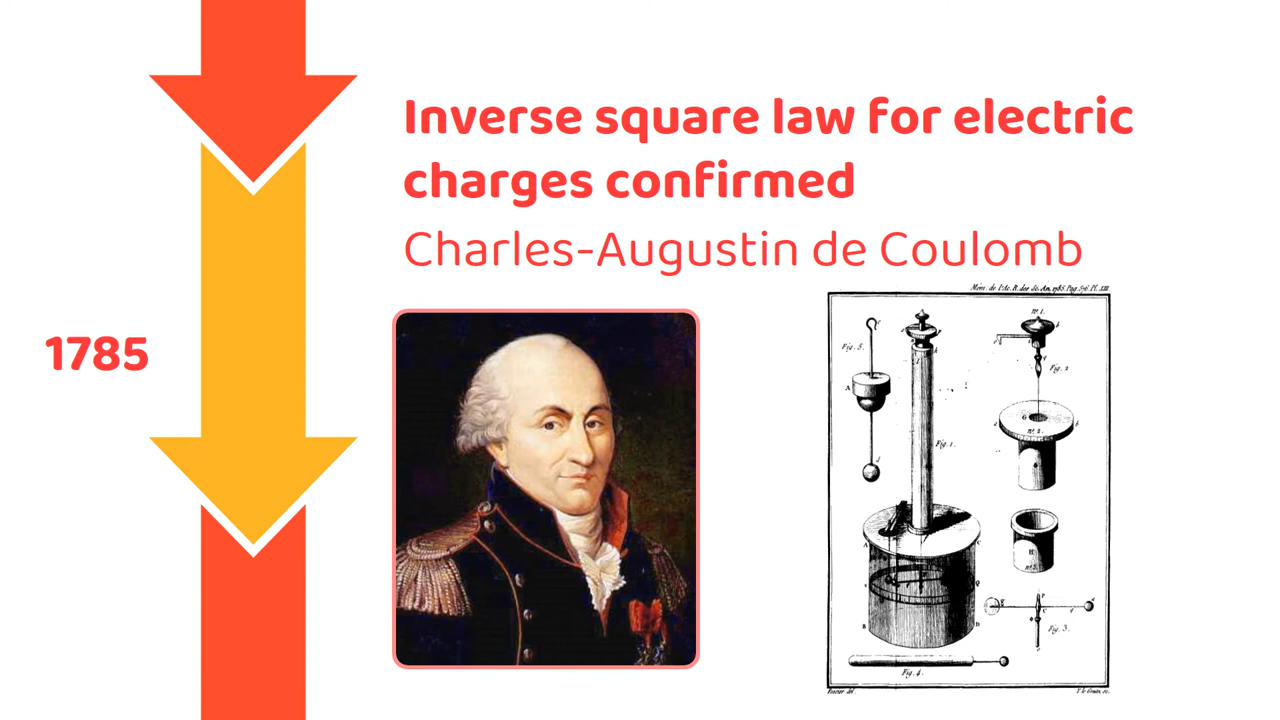 Inverse square law for electric
charges confirmed
Charles-Augustin de Coulomb
1785
Fig. 5.
Fig. 1.
Fig. 2
Fig. 3.
Fig. 4.